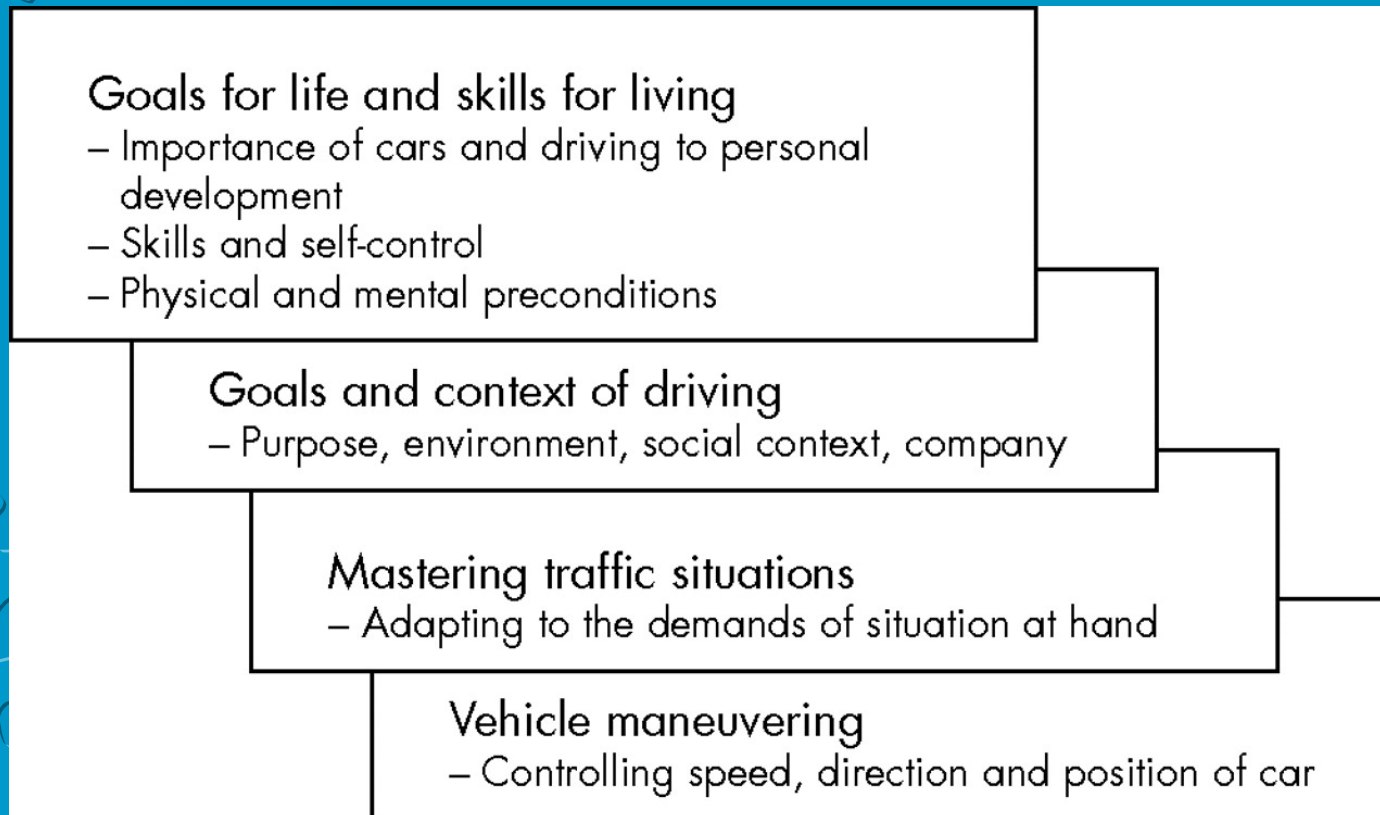 Goals for life and skills for living
– Importance of cars and driving to personal
development
– Skills and self-control
– Physical and mental preconditions
Goals and context of driving
– Purpose, environment, social context, company
Mastering traffic situations
– Adapting to the demands of situation at hand
Vehicle maneuvering
– Controlling speed, direction and position of car